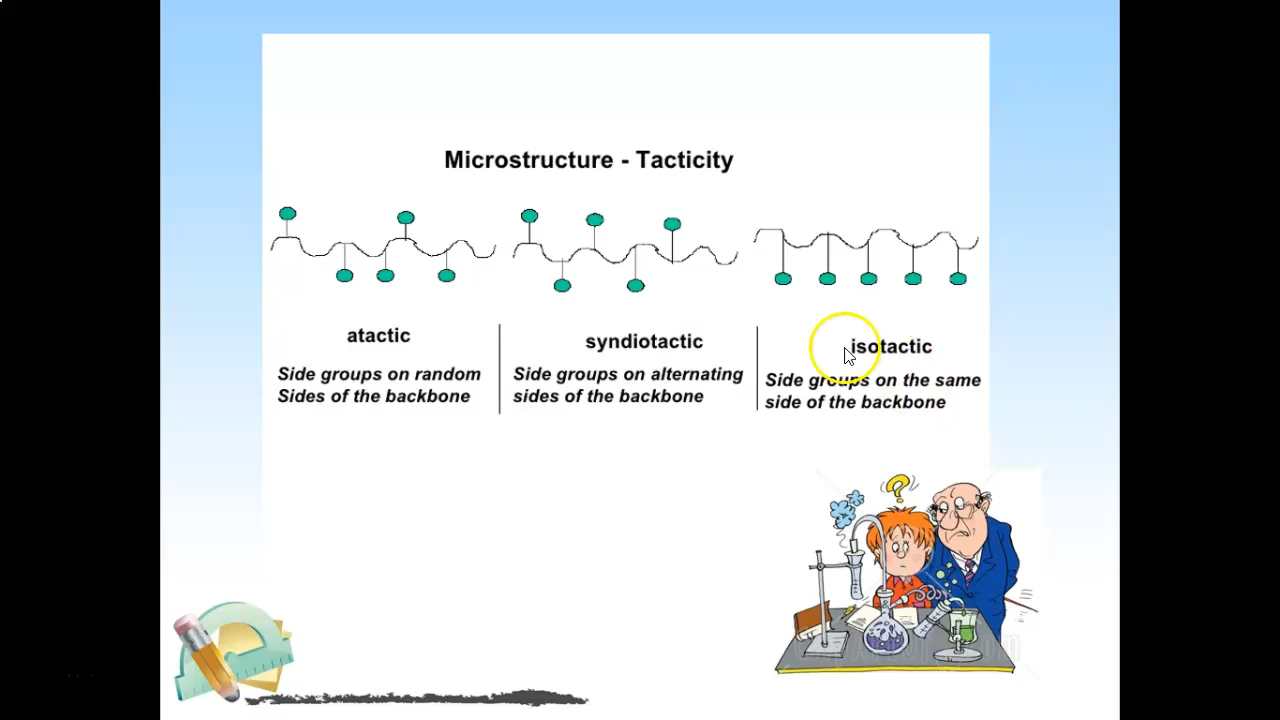 Microstructure - Tacticity
atactic
Side groups on random
Sides of the backbone
syndiotactic
Side groups on alternating
sides of the backbone
isotactic
Side groups on the same
side of the backbone
?